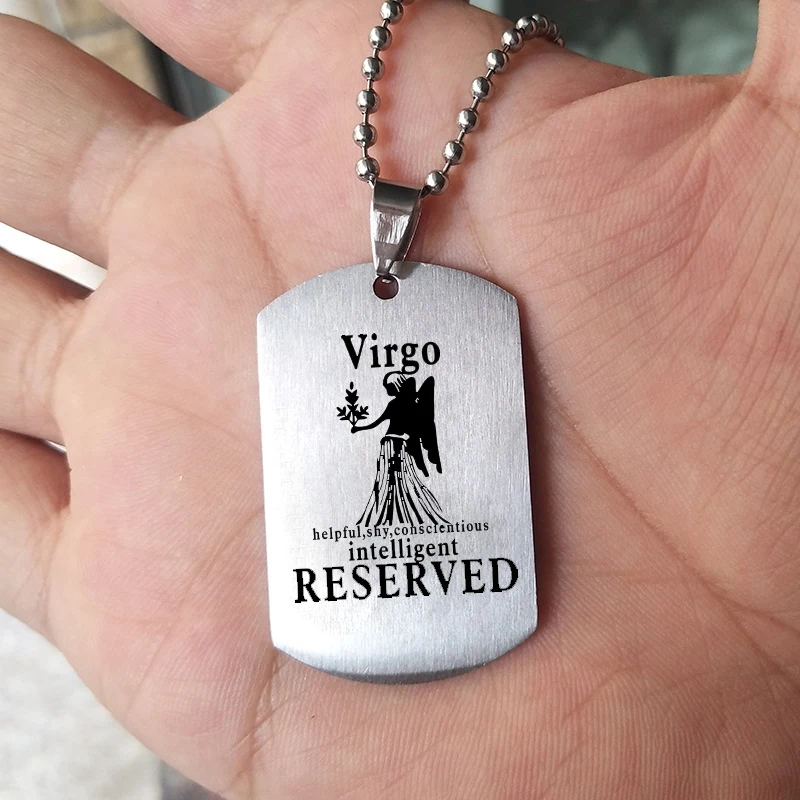 Virgo
helpful,shy,conscientious
intelligent
RESERVED